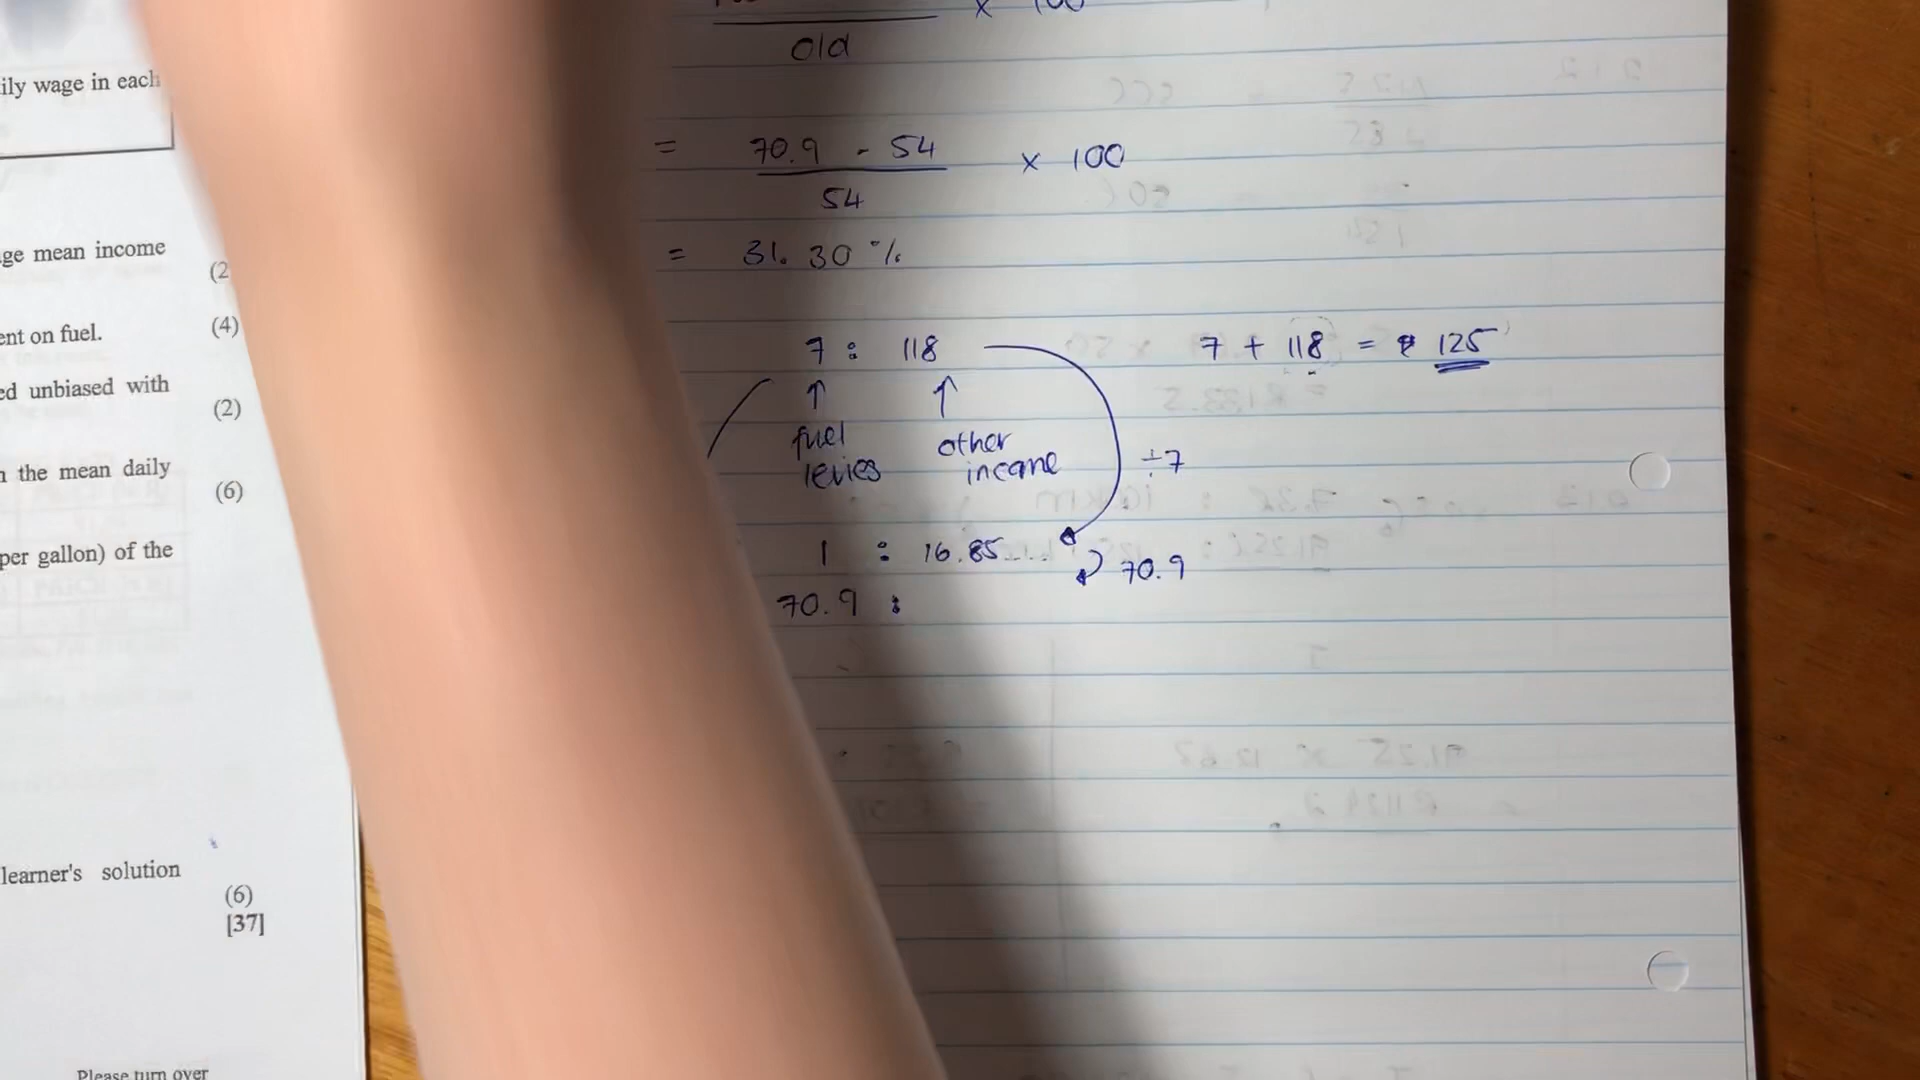 ily wage in each
ge mean income
(2
ent on fuel.
(4)
ed unbiased with
(2)
n the mean daily
(6)
per gallon) of the
learner's solution
(6)
[37]
Please turn over
old
x 100
= 70.9 - 54 x 100
54
= 31.30 %
7 : 118
7 + 118 = 125
↑ ↑
fuel other
levies income
÷7
1 : 16.85...
70.9
70.9 :